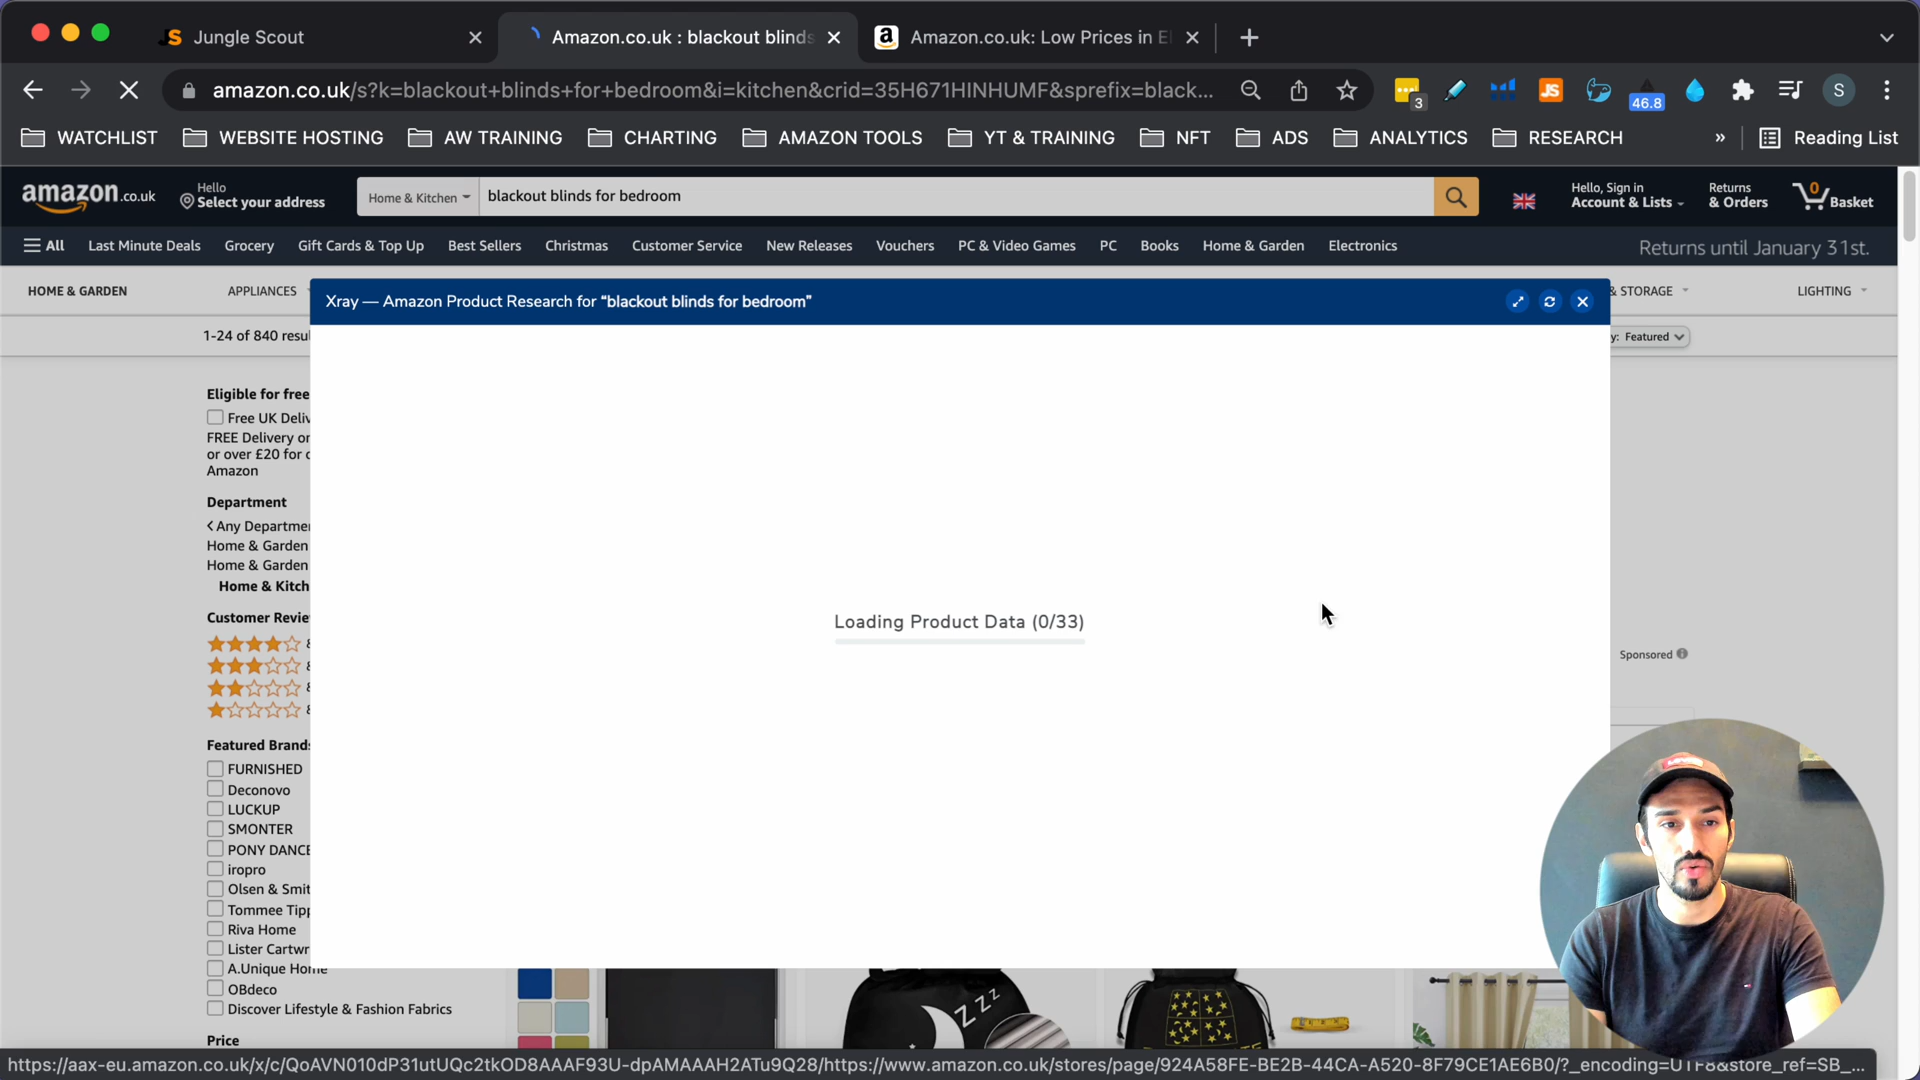 Jungle Scout
Amazon.co.uk : blackout blinds
Amazon.co.uk: Low Prices in El
amazon.co.uk/s?k=blackout+blinds+for+bedroom&i=kitchen&crid=35H671HINHUMF&sprefix=black...
3
JS
46.8
S
WATCHLIST
WEBSITE HOSTING
AW TRAINING
CHARTING
AMAZON TOOLS
YT & TRAINING
NFT
ADS
ANALYTICS
RESEARCH
»
Reading List
amazon.co.uk
Hello
Select your address
Home & Kitchen
blackout blinds for bedroom
Hello, Sign in
Account & Lists
Returns
& Orders
0
Basket
All
Last Minute Deals
Grocery
Gift Cards & Top Up
Best Sellers
Christmas
Customer Service
New Releases
Vouchers
PC & Video Games
PC
Books
Home & Garden
Electronics
Returns until January 31st.
HOME & GARDEN
APPLIANCES
& STORAGE
LIGHTING
Xray — Amazon Product Research for “blackout blinds for bedroom”
1-24 of 840 resul
y: Featured
Eligible for free
Free UK Deliv
FREE Delivery on
or over £20 for
Amazon
Department
Any Departmen
Home & Garden
Home & Garden
Home & Kitch
Customer Revie
Loading Product Data (0/33)
Sponsored
Featured Brands
FURNISHED
Deconovo
LUCKUP
SMONTER
PONY DANCE
iropro
Olsen & Smit
Tommee Tipp
Riva Home
Lister Cartwr
A.Unique Home
OBdeco
Discover Lifestyle & Fashion Fabrics
Price
ZZZ
https://aax-eu.amazon.co.uk/x/c/QoAVN010dP31utUQc2tkOD8AAAF93U-dpAMAAAH2ATu9Q28/https://www.amazon.co.uk/stores/page/924A58FE-BE2B-44CA-A520-8F79CE1AE6B0/?_encoding=UTF8&store_ref=SB_...